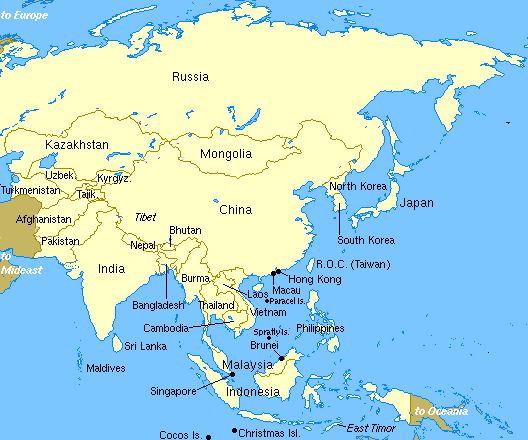 to Europe
Russia
Kazakhstan
Mongolia
Uzbek.
Kyrgyz.
Turkmenistan
Tajik.
North Korea
Japan
Afghanistan
Tibet
China
Bhutan
South Korea
Pakistan
Nepal
to
Mideast
India
R.O.C. (Taiwan)
Burma
Hong Kong
Macau
Laos
Bangladesh
Thailand
Paracel Is.
Vietnam
Cambodia
Spratly Is.
Philippines
Sri Lanka
Brunei
Maldives
Malaysia
Singapore
Indonesia
to Oceania
East Timor
Cocos Is.
Christmas Isl.